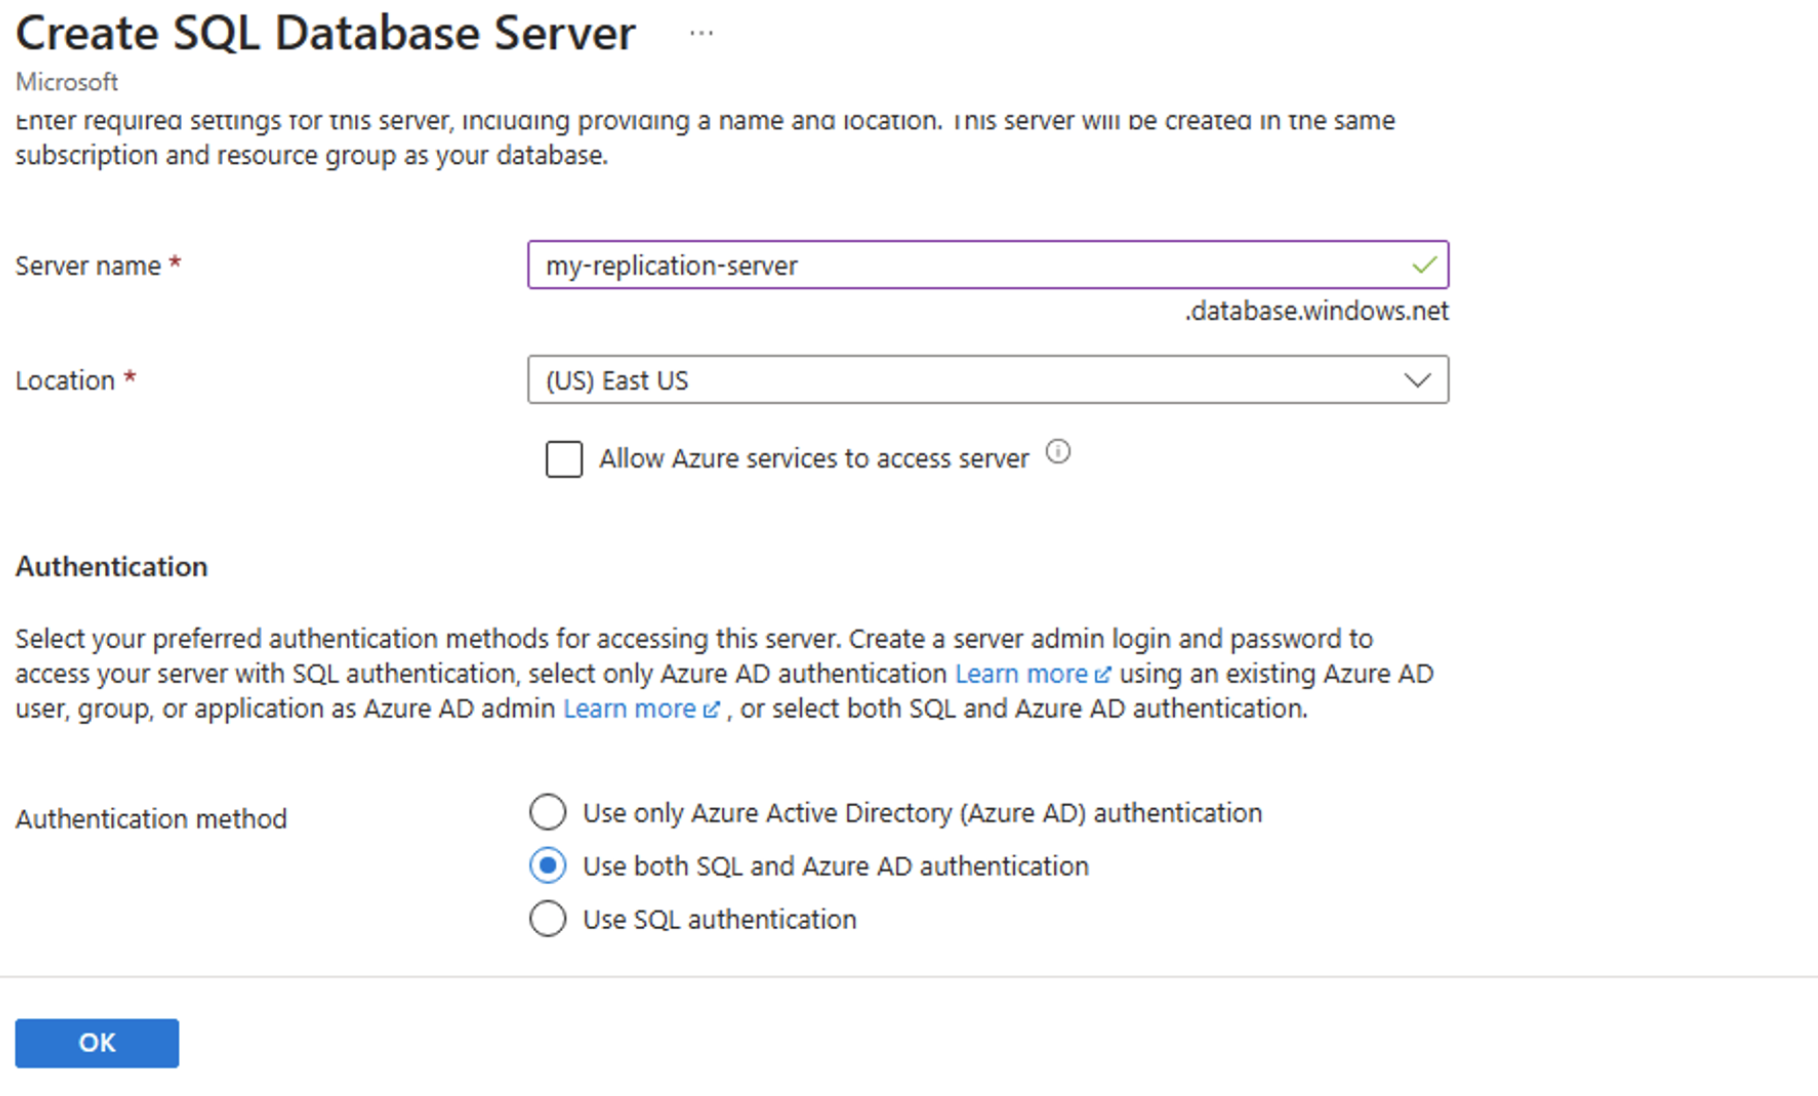 Create SQL Database Server ...
Microsoft
Enter required settings for this server, including providing a name and location. This server will be created in the same
subscription and resource group as your database.
Server name * my-replication-server
.database.windows.net
Location * (US) East US
Allow Azure services to access server
Authentication
Select your preferred authentication methods for accessing this server. Create a server admin login and password to
access your server with SQL authentication, select only Azure AD authentication Learn more using an existing Azure AD
user, group, or application as Azure AD admin Learn more , or select both SQL and Azure AD authentication.
Authentication method
Use only Azure Active Directory (Azure AD) authentication
Use both SQL and Azure AD authentication
Use SQL authentication
OK